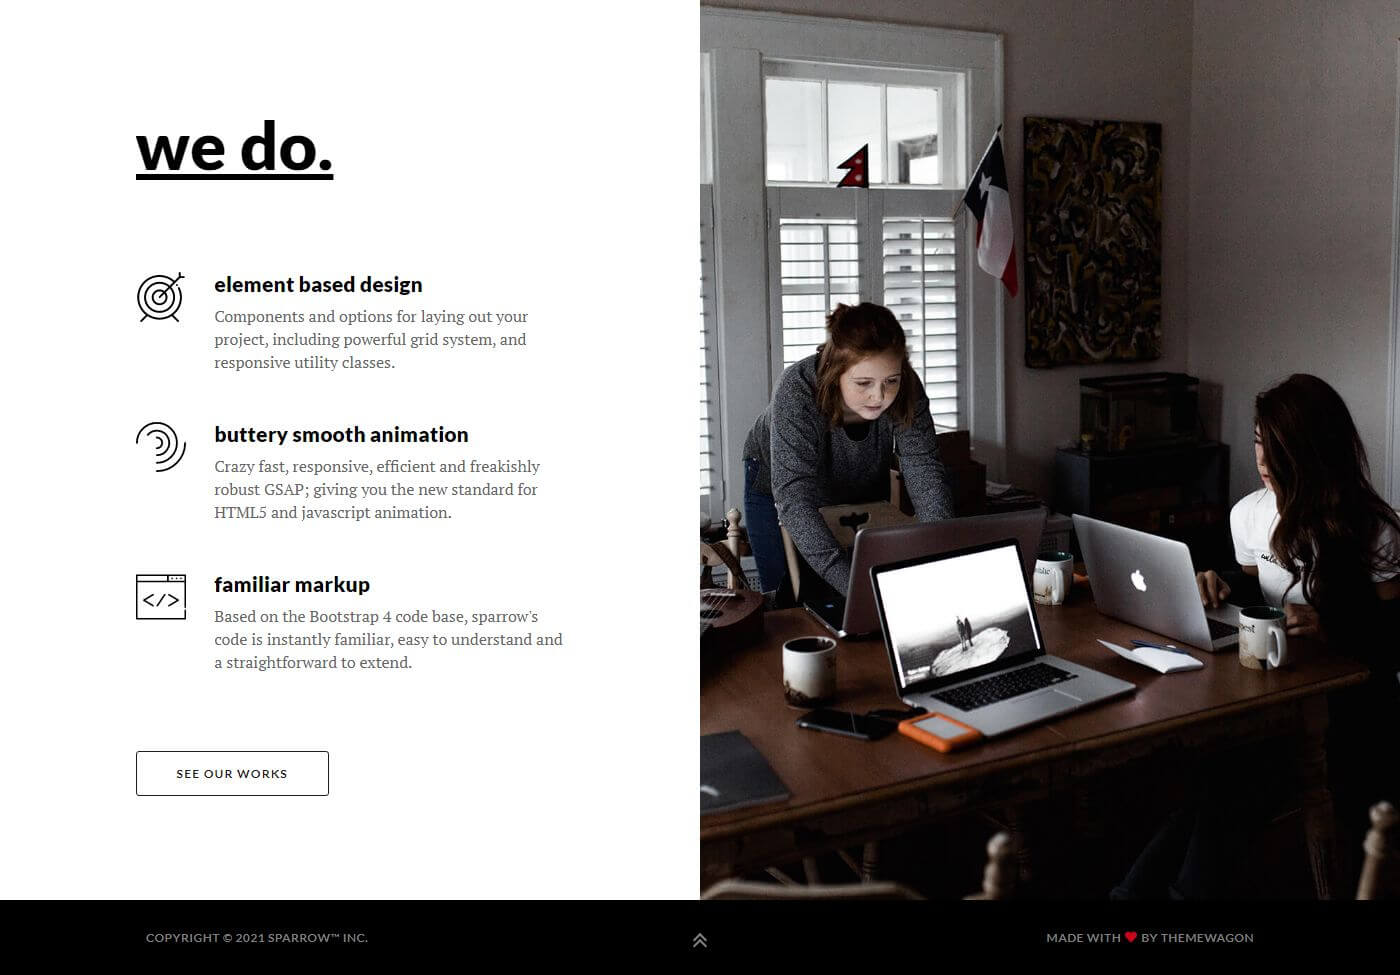 we do.
element based design
Components and options for laying out your
project, including powerful grid system, and
responsive utility classes.
buttery smooth animation
Crazy fast, responsive, efficient and freakishly
robust GSAP; giving you the new standard for
HTML5 and javascript animation.
</>
familiar markup
Based on the Bootstrap 4 code base, sparrow's
code is instantly familiar, easy to understand and
a straightforward to extend.
SEE OUR WORKS
COPYRIGHT © 2021 SPARROW™ INC.
MADE WITH ♥ BY THEMEWAGON